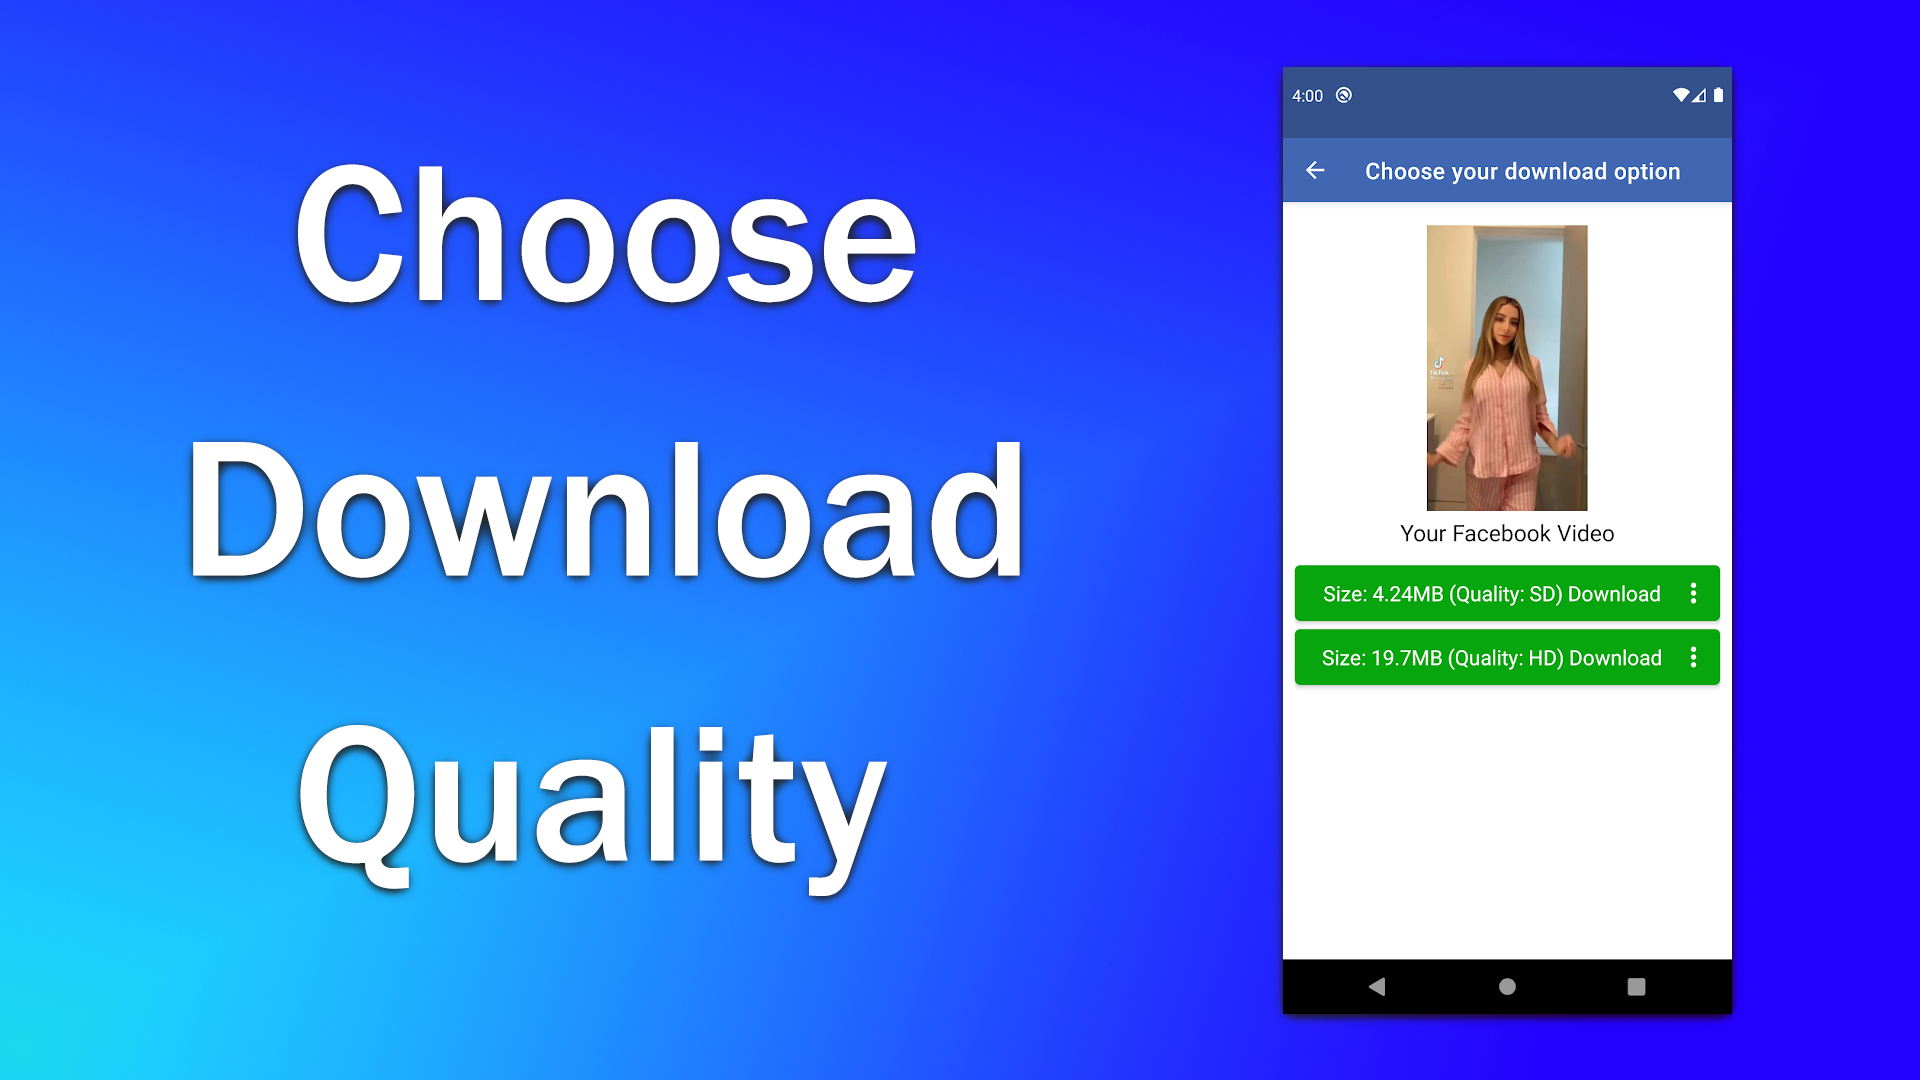 Choose
Download
Quality
4:00
Choose your download option
TikTok
Your Facebook Video
Size: 4.24MB (Quality: SD) Download
Size: 19.7MB (Quality: HD) Download